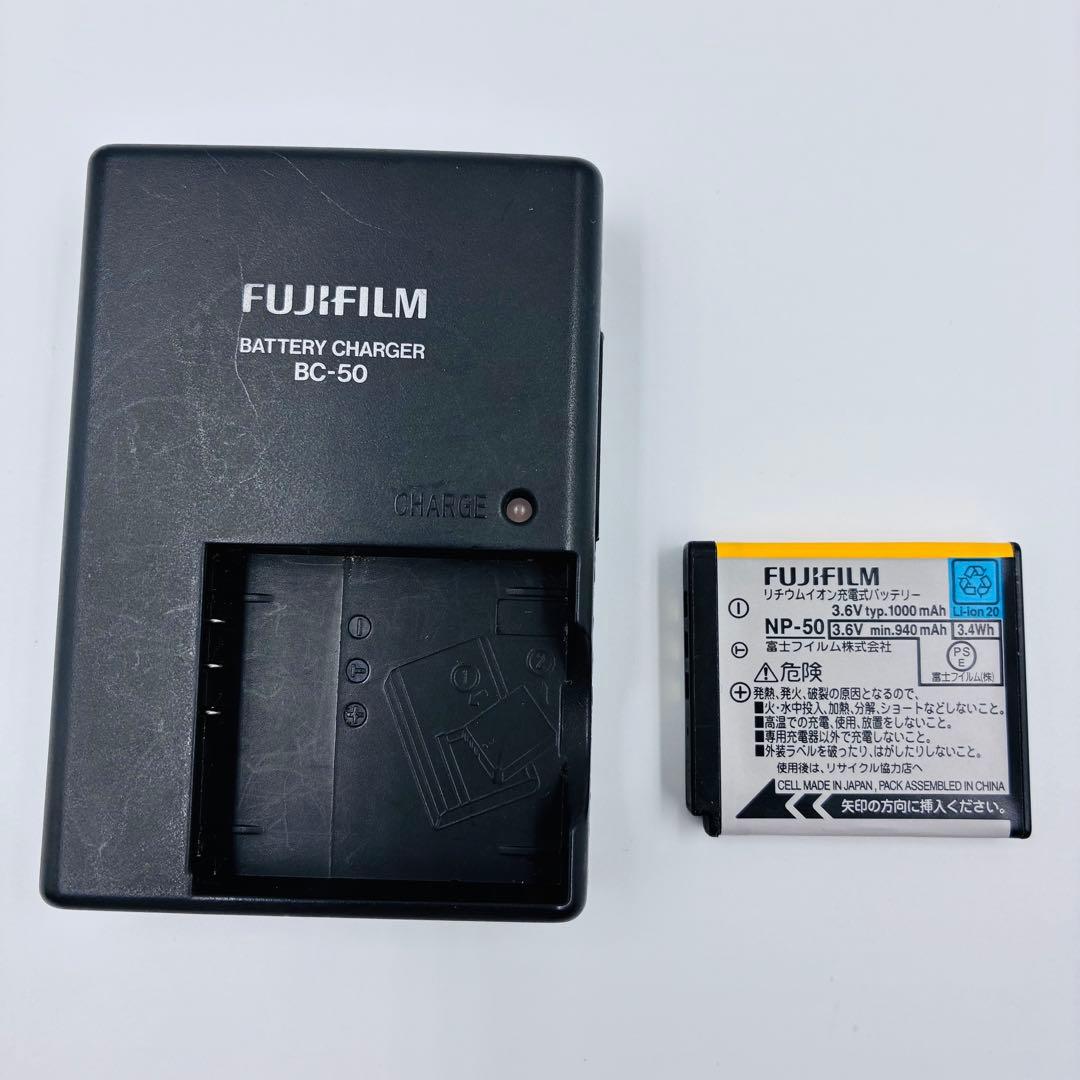 FUJIFILM
BATTERY CHARGER
BC-50
CHARGE
① ②
FUJIFILM
リチウムイオン充電式バッテリー
Li-ion 20
3.6V typ.1000 mAh
NP-50 3.6V min.940 mAh 3.4Wh
富士フイルム株式会社
PS
E
富士フイルム(株)
⚠危険
発熱、発火、破裂の原因となるので、
■火・水中投入、加熱、分解、ショートなどしないこと。
■高温での充電、使用、放置をしないこと。
■専用充電器以外で充電しないこと。
■外装ラベルを破ったり、はがしたりしないこと。
使用後は、リサイクル協力店へ
CELL MADE IN JAPAN , PACK ASSEMBLED IN CHINA
矢印の方向に挿入ください。